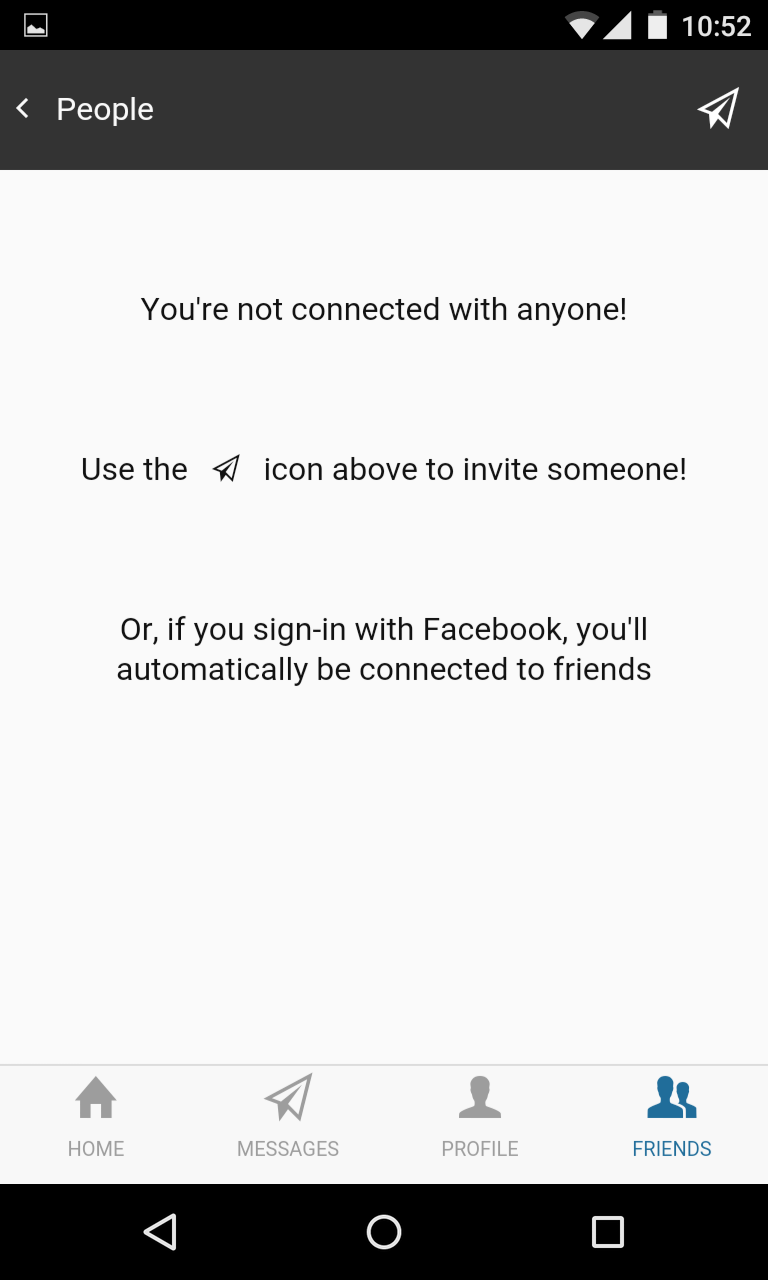 10:52
People
You're not connected with anyone!
Use the icon above to invite someone!
Or, if you sign-in with Facebook, you'll
automatically be connected to friends
HOME MESSAGES PROFILE FRIENDS